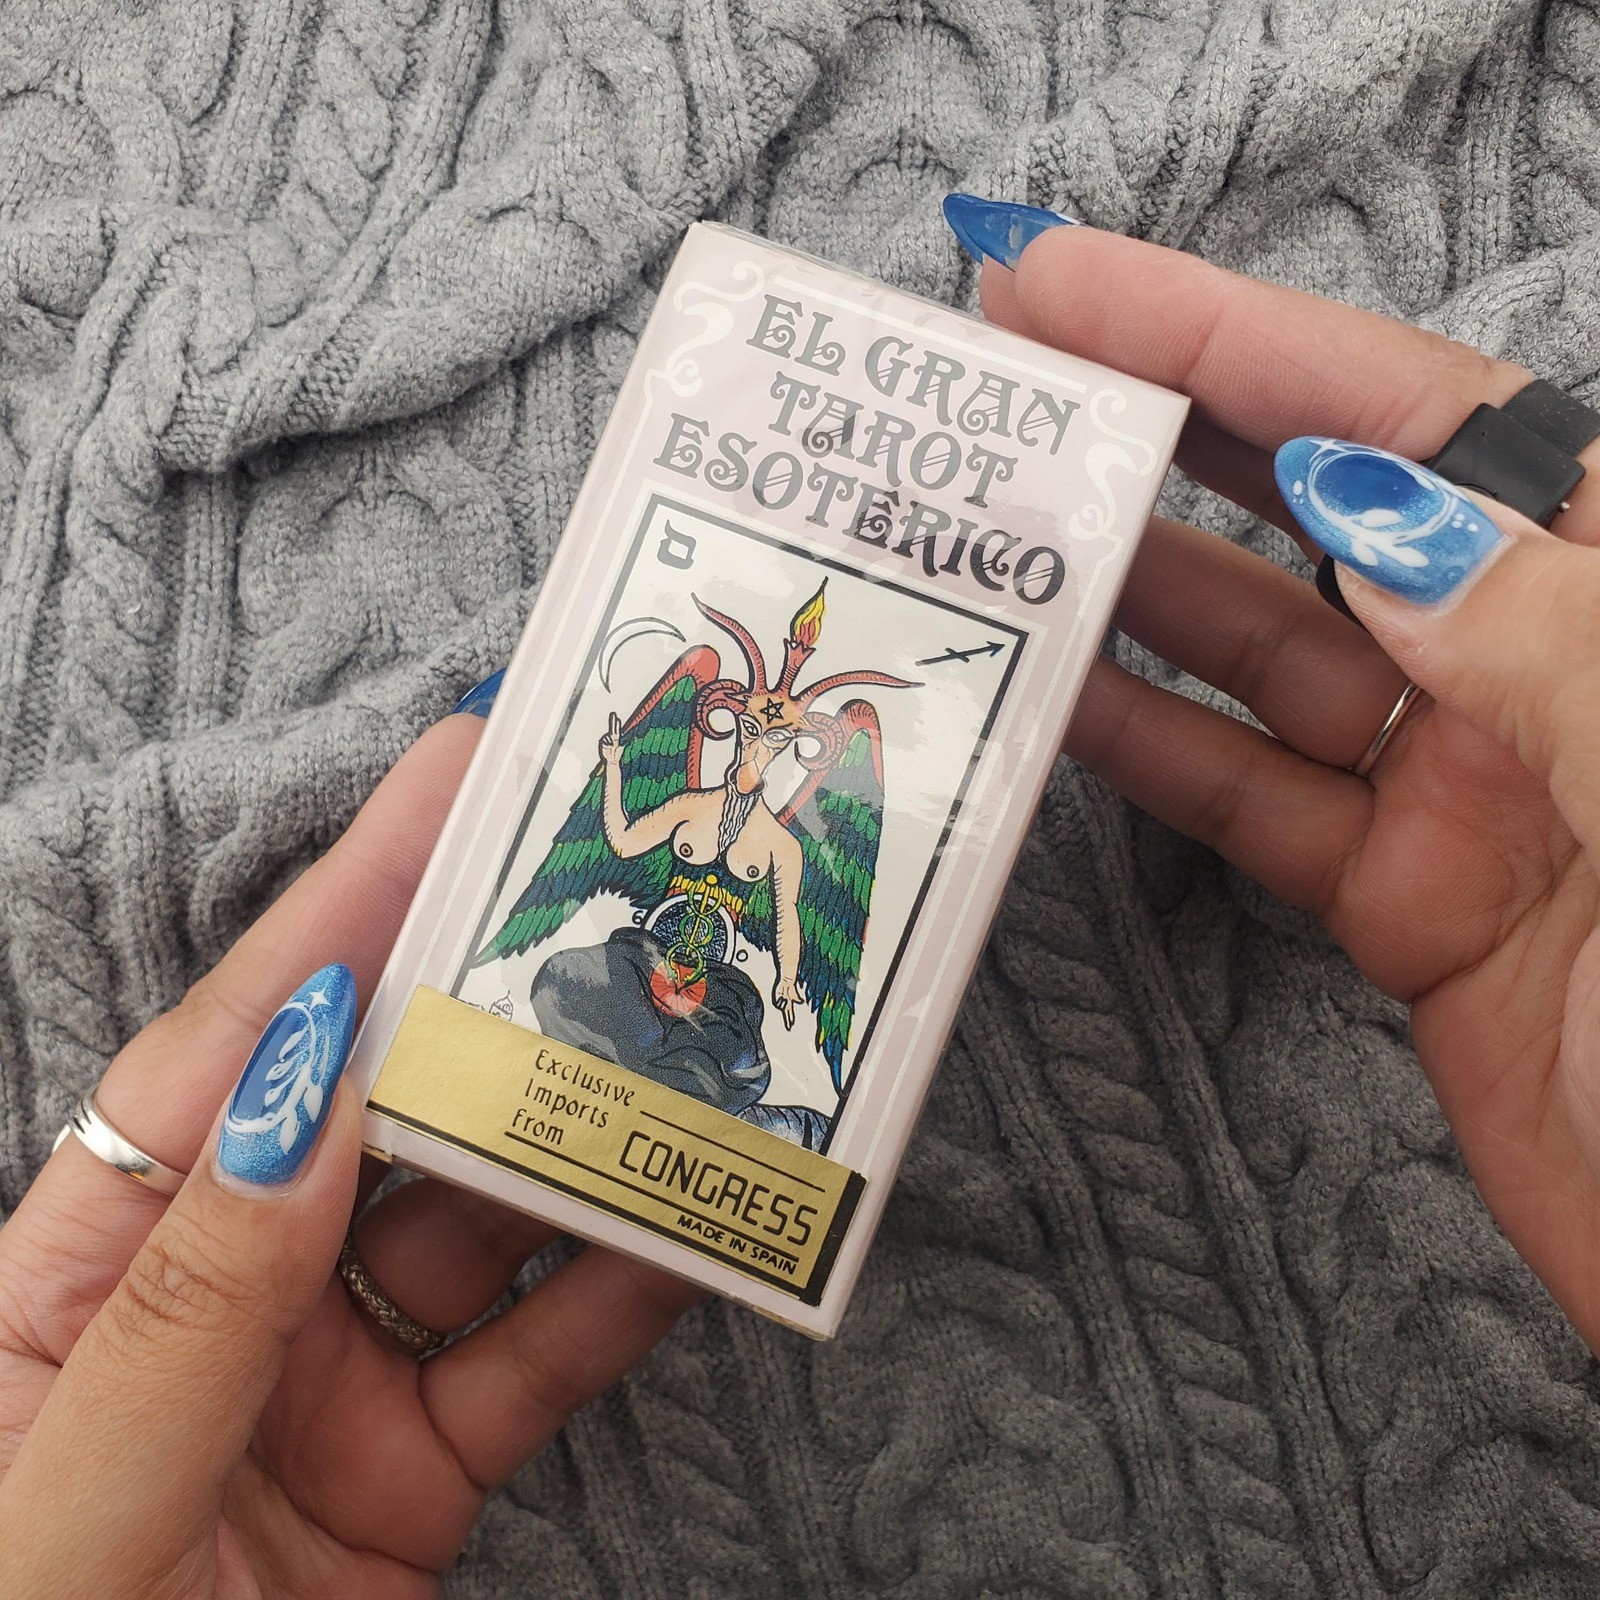 EL GRAN
TAROT
ESOTÉRICO
ס
Exclusive
Imports
From
CONGRESS
MADE IN SPAIN